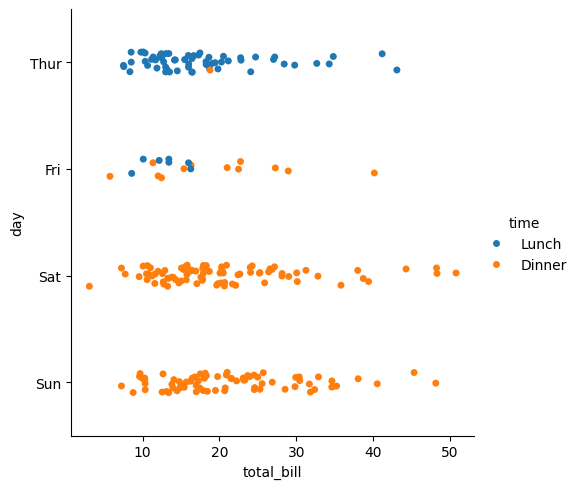 Thur
Fri
Sat
Sun
day
10 20 30 40 50
total_bill
time
Lunch
Dinner